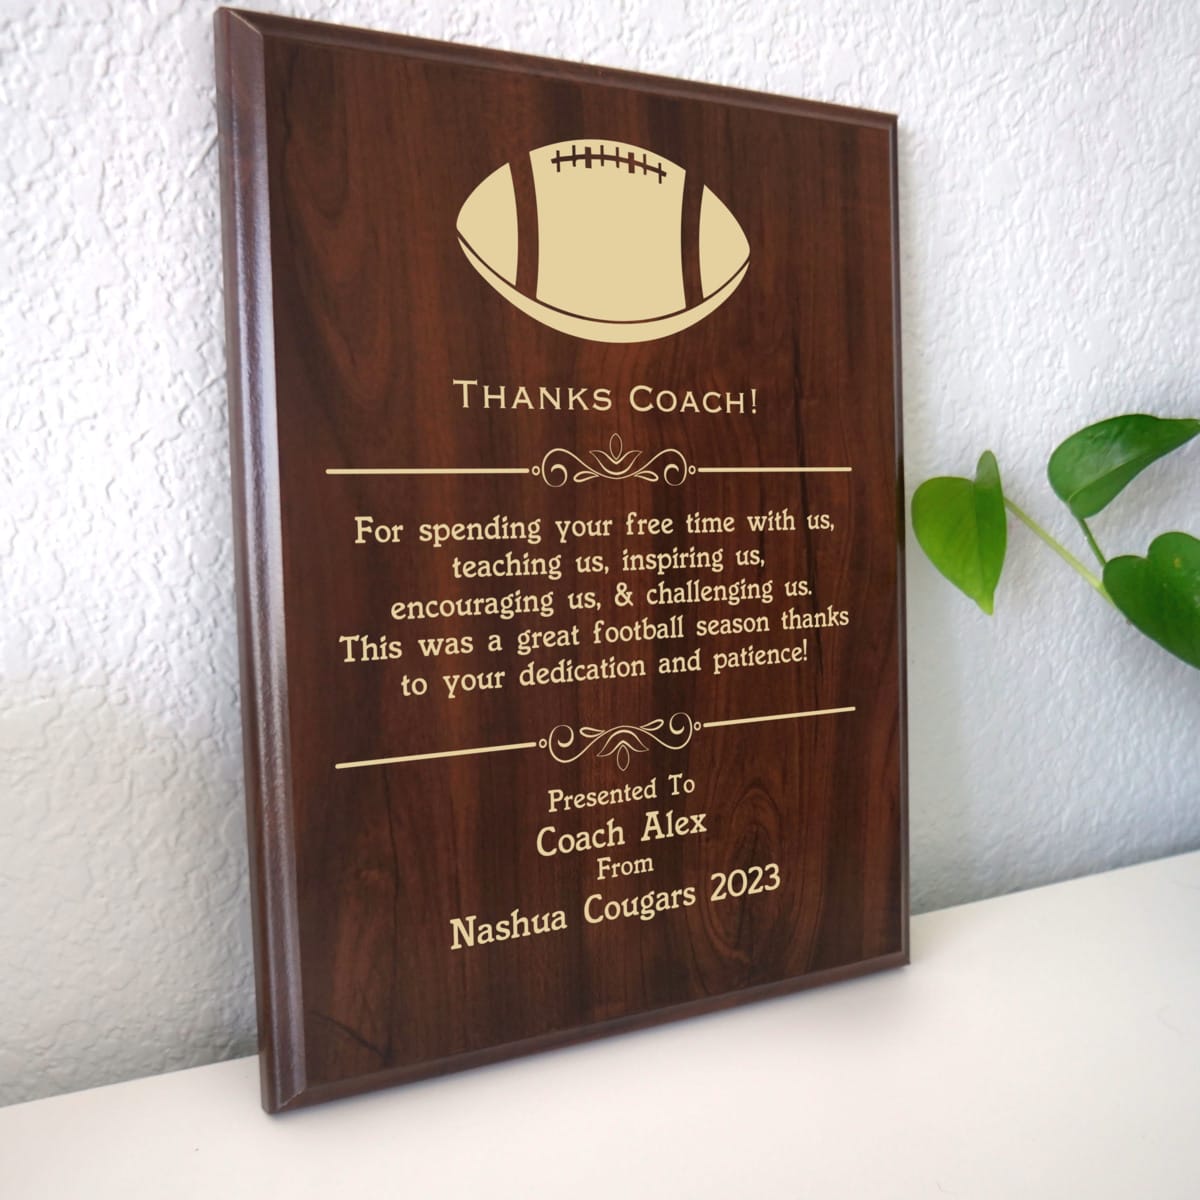 Thanks Coach!
For spending your free time with us,
teaching us, inspiring us,
encouraging us, & challenging us.
This was a great football season thanks
to your dedication and patience!
Presented To
Coach Alex
From
Nashua Cougars 2023